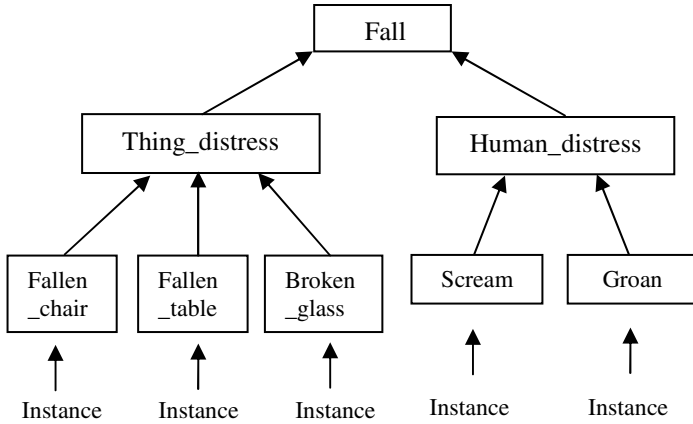 Fall
Thing_distress
Human_distress
Fallen
_chair
Fallen
_table
Broken
_glass
Scream
Groan
Instance
Instance
Instance
Instance
Instance